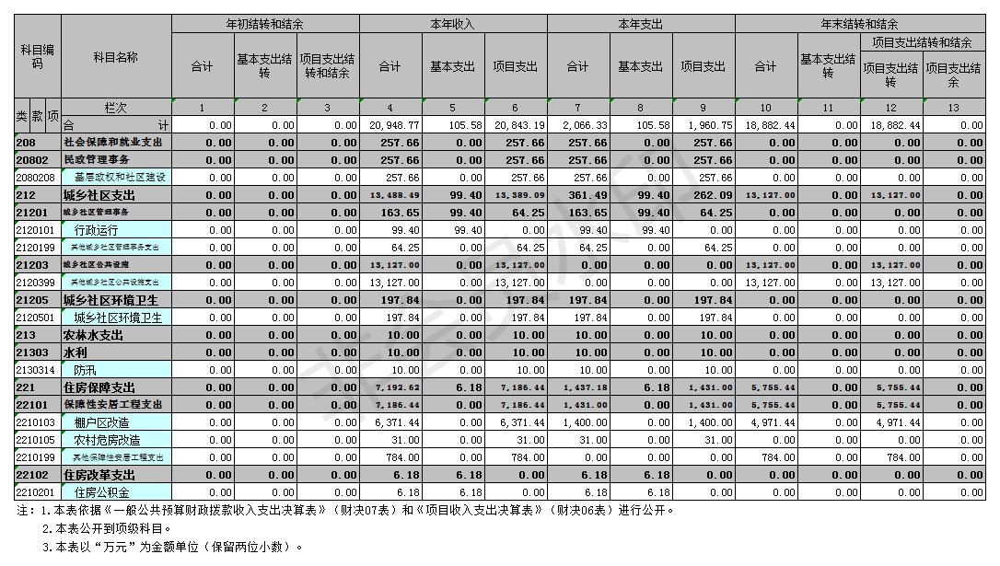 科目编码 科目名称 年初结转和结余 本年收入 本年支出 年末结转和结余
合计 基本支出结转 项目支出结转和结余 合计 基本支出 项目支出 合计 基本支出 项目支出 合计 基本支出结转 项目支出结转和结余
项目支出结转 项目支出结余
类 款 项 栏次 1 2 3 4 5 6 7 8 9 10 11 12 13
合计 0.00 0.00 0.00 20,948.77 105.58 20,843.19 2,066.33 105.58 1,960.75 18,882.44 0.00 18,882.44 0.00
208 社会保障和就业支出 0.00 0.00 0.00 257.66 0.00 257.66 257.66 0.00 257.66 0.00 0.00 0.00 0.00
20802 民政管理事务 0.00 0.00 0.00 257.66 0.00 257.66 257.66 0.00 257.66 0.00 0.00 0.00 0.00
2080208 基层政权和社区建设 0.00 0.00 0.00 257.66 0.00 257.66 257.66 0.00 257.66 0.00 0.00 0.00 0.00
212 城乡社区支出 0.00 0.00 0.00 13,488.49 99.40 13,389.09 361.49 99.40 262.09 13,127.00 0.00 13,127.00 0.00
21201 城乡社区管理事务 0.00 0.00 0.00 163.65 99.40 64.25 163.65 99.40 64.25 0.00 0.00 0.00 0.00
2120101 行政运行 0.00 0.00 0.00 99.40 99.40 0.00 99.40 99.40 0.00 0.00 0.00 0.00 0.00
2120199 其他城乡社区管理事务支出 0.00 0.00 0.00 64.25 0.00 64.25 64.25 0.00 64.25 0.00 0.00 0.00 0.00
21203 城乡社区公共设施 0.00 0.00 0.00 13,127.00 0.00 13,127.00 0.00 0.00 0.00 13,127.00 0.00 13,127.00 0.00
2120399 其他城乡社区公共设施支出 0.00 0.00 0.00 13,127.00 0.00 13,127.00 0.00 0.00 0.00 13,127.00 0.00 13,127.00 0.00
21205 城乡社区环境卫生 0.00 0.00 0.00 197.84 0.00 197.84 197.84 0.00 197.84 0.00 0.00 0.00 0.00
2120501 城乡社区环境卫生 0.00 0.00 0.00 197.84 0.00 197.84 197.84 0.00 197.84 0.00 0.00 0.00 0.00
213 农林水支出 0.00 0.00 0.00 10.00 0.00 10.00 10.00 0.00 10.00 0.00 0.00 0.00 0.00
21303 水利 0.00 0.00 0.00 10.00 0.00 10.00 10.00 0.00 10.00 0.00 0.00 0.00 0.00
2130314 防汛 0.00 0.00 0.00 10.00 0.00 10.00 10.00 0.00 10.00 0.00 0.00 0.00 0.00
221 住房保障支出 0.00 0.00 0.00 7,192.62 6.18 7,186.44 1,437.18 6.18 1,431.00 5,755.44 0.00 5,755.44 0.00
22101 保障性安居工程支出 0.00 0.00 0.00 7,186.44 0.00 7,186.44 1,431.00 0.00 1,431.00 5,755.44 0.00 5,755.44 0.00
2210103 棚户区改造 0.00 0.00 0.00 6,371.44 0.00 6,371.44 1,400.00 0.00 1,400.00 4,971.44 0.00 4,971.44 0.00
2210105 农村危房改造 0.00 0.00 0.00 31.00 0.00 31.00 31.00 0.00 31.00 0.00 0.00 0.00 0.00
2210199 其他保障性安居工程支出 0.00 0.00 0.00 784.00 0.00 784.00 0.00 0.00 0.00 784.00 0.00 784.00 0.00
22102 住房改革支出 0.00 0.00 0.00 6.18 6.18 0.00 6.18 6.18 0.00 0.00 0.00 0.00 0.00
2210201 住房公积金 0.00 0.00 0.00 6.18 6.18 0.00 6.18 6.18 0.00 0.00 0.00 0.00 0.00
注：1.本表依据《一般公共预算财政拨款收入支出决算表》（财决07表）和《项目收入支出决算表》（财决06表）进行公开。
2.本表公开到项级科目。
3.本表以“万元”为金额单位（保留两位小数）。
非会员水印